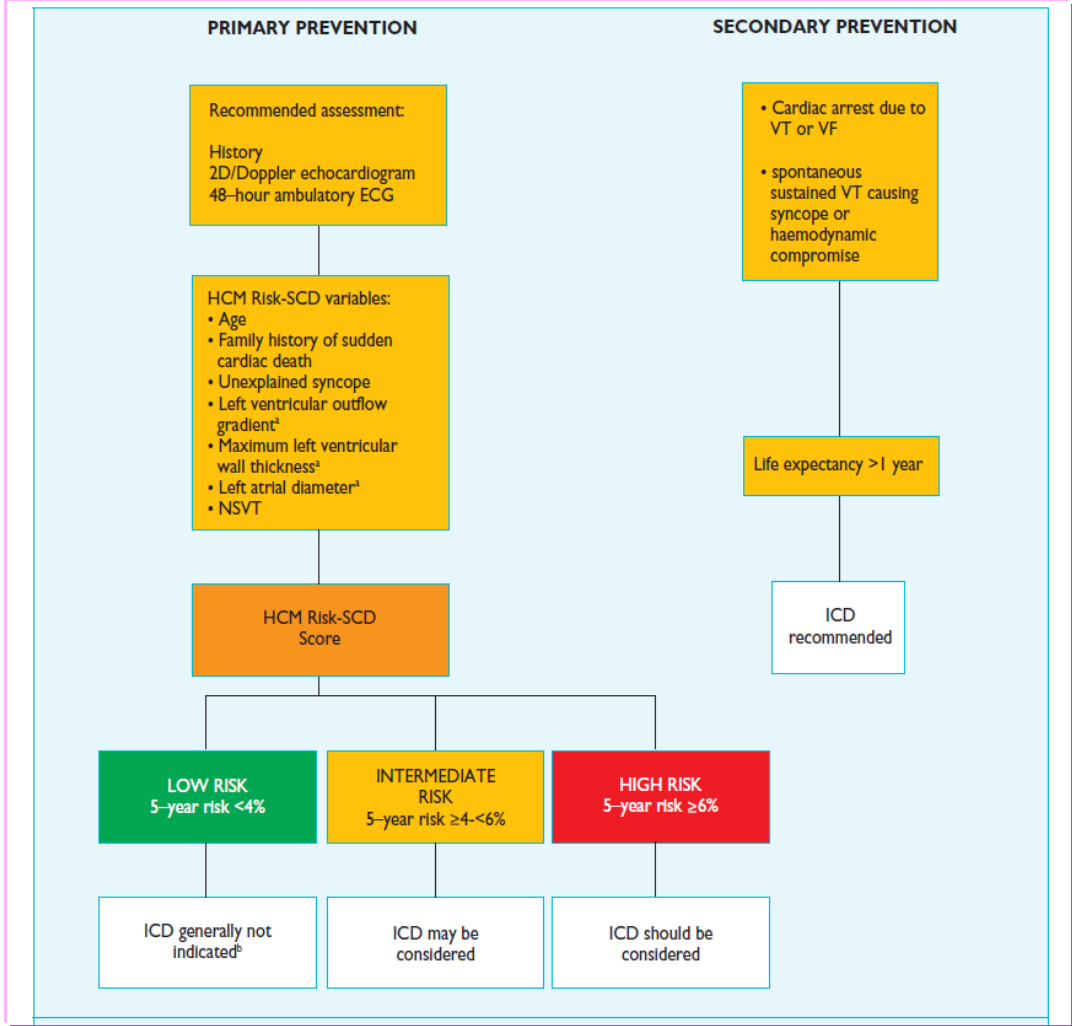 PRIMARY PREVENTION
SECONDARY PREVENTION
Recommended assessment:
History
2D/Doppler echocardiogram
48–hour ambulatory ECG
• Cardiac arrest due to
VT or VF
• spontaneous
sustained VT causing
syncope or
haemodynamic
compromise
HCM Risk-SCD variables:
• Age
• Family history of sudden
cardiac death
• Unexplained syncope
• Left ventricular outflow
gradientᵃ
• Maximum left ventricular
wall thicknessᵃ
• Left atrial diameterᵃ
• NSVT
Life expectancy >1 year
HCM Risk-SCD
Score
ICD
recommended
LOW RISK
5–year risk <4%
INTERMEDIATE
RISK
5–year risk ≥4-<6%
HIGH RISK
5–year risk ≥6%
ICD generally not
indicatedᵇ
ICD may be
considered
ICD should be
considered